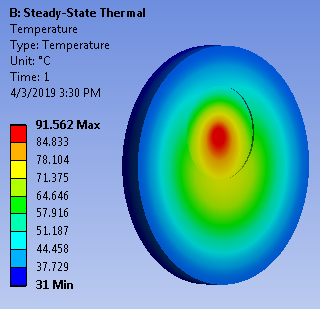 B: Steady-State Thermal
Temperature
Type: Temperature
Unit: °C
Time: 1
4/3/2019 3:30 PM
91.562 Max
84.833
78.104
71.375
64.646
57.916
51.187
44.458
37.729
31 Min